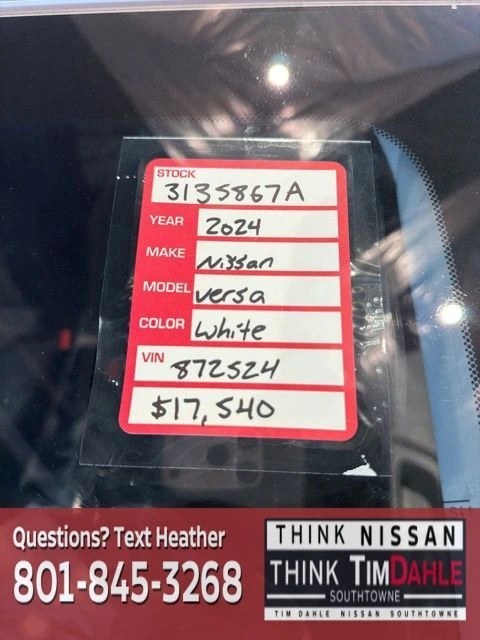 STOCK
3135867A
YEAR 2024
MAKE Nissan
MODEL versa
COLOR white
VIN 872524
$17,540
Questions? Text Heather
801-845-3268
THINK NISSAN
THINK TIMDAHLE
SOUTHTOWNE
TIM DAHLE NISSAN SOUTHTOWNE